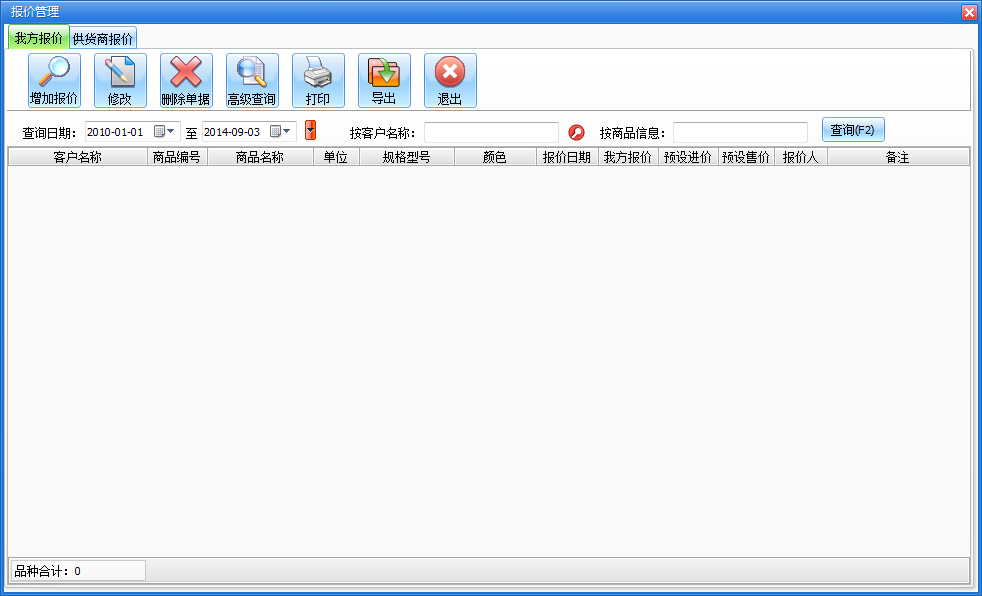 报价管理
我方报价 供货商报价
增加报价 修改 删除单据 高级查询 打印 导出 退出
查询日期： 2010-01-01 至 2014-09-03 按客户名称： 按商品信息： 查询(F2)
客户名称 商品编号 商品名称 单位 规格型号 颜色 报价日期 我方报价 预设进价 预设售价 报价人 备注
品种合计：0